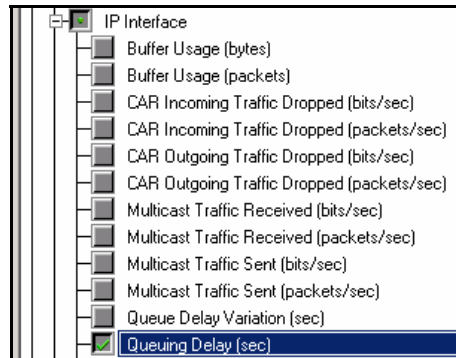 IP Interface
Buffer Usage (bytes)
Buffer Usage (packets)
CAR Incoming Traffic Dropped (bits/sec)
CAR Incoming Traffic Dropped (packets/sec)
CAR Outgoing Traffic Dropped (bits/sec)
CAR Outgoing Traffic Dropped (packets/sec)
Multicast Traffic Received (bits/sec)
Multicast Traffic Received (packets/sec)
Multicast Traffic Sent (bits/sec)
Multicast Traffic Sent (packets/sec)
Queue Delay Variation (sec)
Queuing Delay (sec)